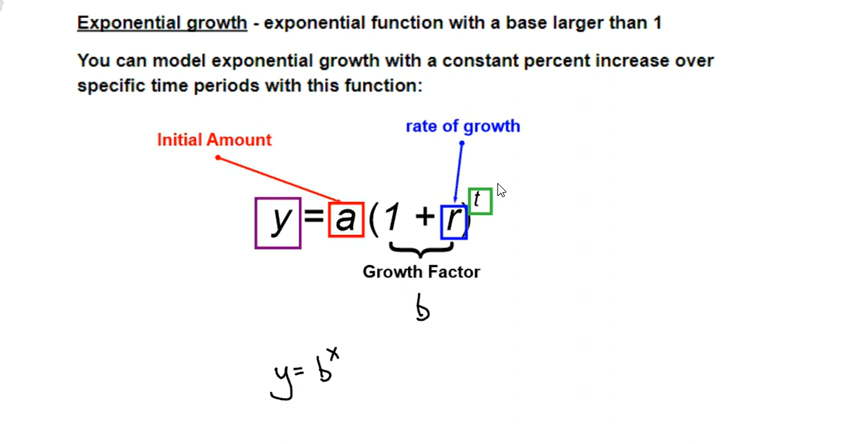 Exponential growth - exponential function with a base larger than 1
You can model exponential growth with a constant percent increase over
specific time periods with this function:
rate of growth
Initial Amount
y = a (1 + r)^t
Growth Factor
b
y = b^x